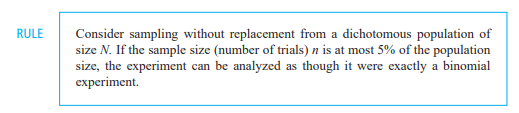 RULE
Consider sampling without replacement from a dichotomous population of
size N. If the sample size (number of trials) n is at most 5% of the population
size, the experiment can be analyzed as though it were exactly a binomial
experiment.